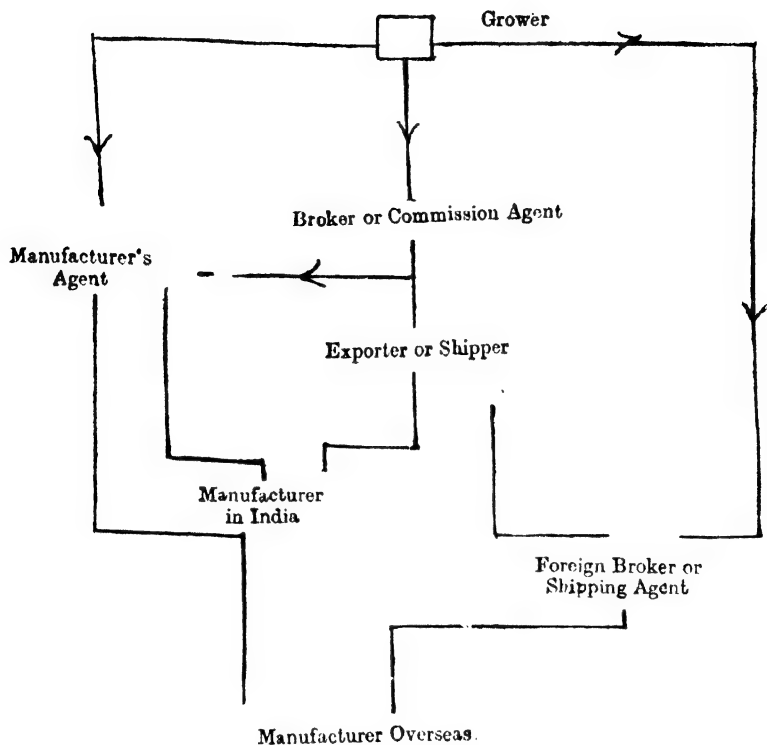 Grower
Broker or Commission Agent
Manufacturer's
Agent
Exporter or Shipper
Manufacturer
in India
Foreign Broker or
Shipping Agent
Manufacturer Overseas.